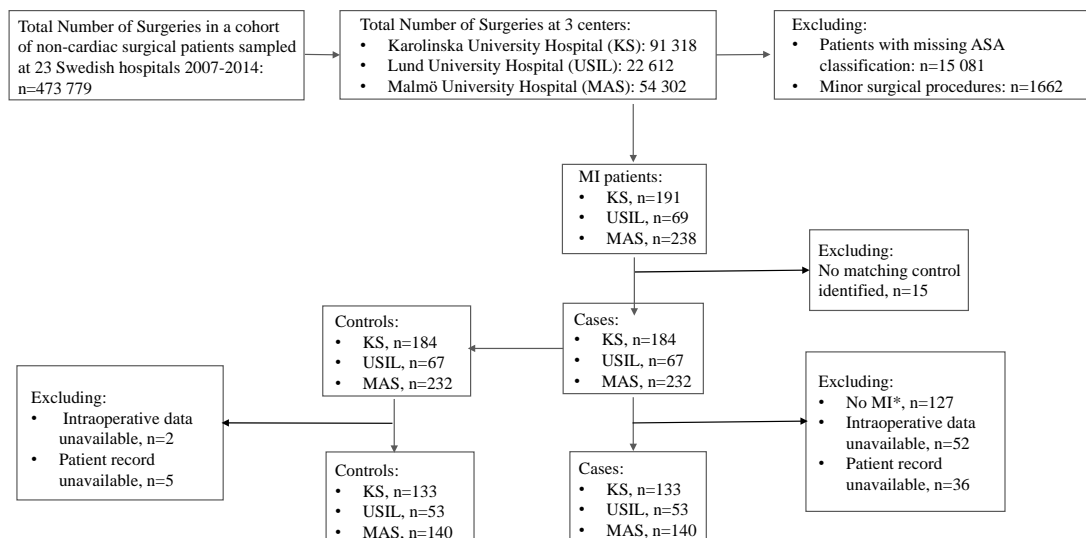 Total Number of Surgeries in a cohort
of non-cardiac surgical patients sampled
at 23 Swedish hospitals 2007-2014:
n=473 779
Total Number of Surgeries at 3 centers:
• Karolinska University Hospital (KS): 91 318
• Lund University Hospital (USIL): 22 612
• Malmö University Hospital (MAS): 54 302
Excluding:
• Patients with missing ASA
classification: n=15 081
• Minor surgical procedures: n=1662
MI patients:
• KS, n=191
• USIL, n=69
• MAS, n=238
Excluding:
No matching control
identified, n=15
Controls:
• KS, n=184
• USIL, n=67
• MAS, n=232
Cases:
• KS, n=184
• USIL, n=67
• MAS, n=232
Excluding:
• Intraoperative data
unavailable, n=2
• Patient record
unavailable, n=5
Excluding:
• No MI*, n=127
• Intraoperative data
unavailable, n=52
• Patient record
unavailable, n=36
Controls:
• KS, n=133
• USIL, n=53
• MAS, n=140
Cases:
• KS, n=133
• USIL, n=53
• MAS, n=140